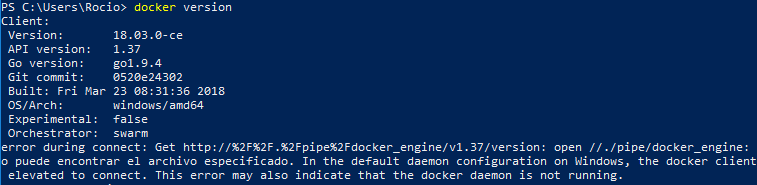 PS C:\Users\Rocio> docker version
Client:
 Version:      18.03.0-ce
 API version:  1.37
 Go version:   go1.9.4
 Git commit:   0520e24302
 Built: Fri Mar 23 08:31:36 2018
 OS/Arch:      windows/amd64
 Experimental: false
 Orchestrator: swarm
error during connect: Get http://%2F%2F.%2Fpipe%2Fdocker_engine/v1.37/version: open //./pipe/docker_engine:
o puede encontrar el archivo especificado. In the default daemon configuration on Windows, the docker client
 elevated to connect. This error may also indicate that the docker daemon is not running.